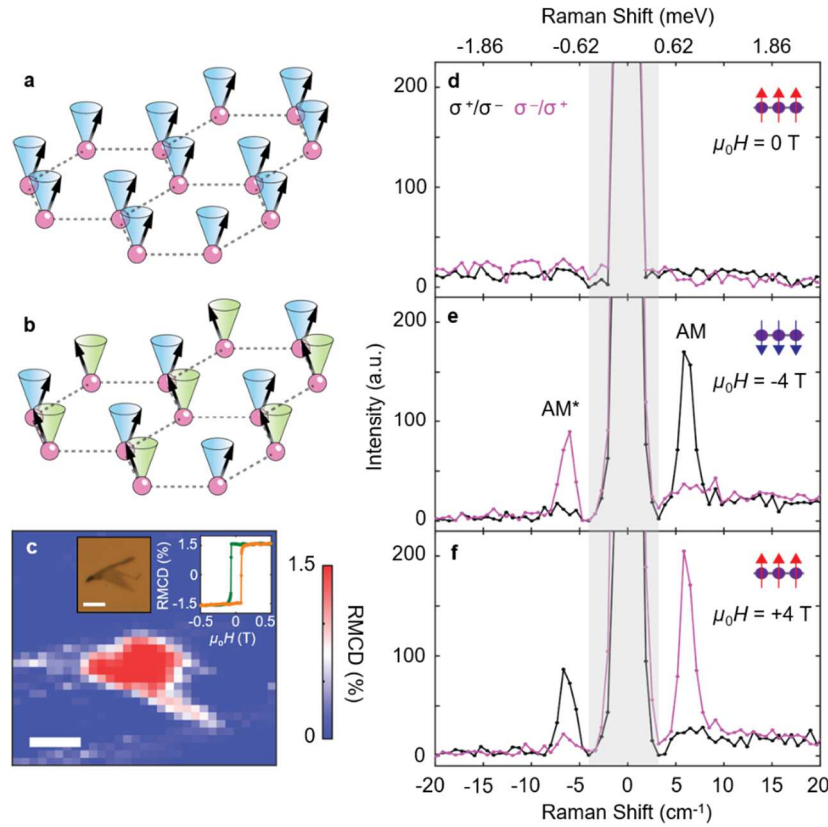 a
b
c
RMCD (%)
1.5
0
-1.5
-0.5
0.5
μ₀H (T)
1.5%
0
RMCD (%)
Raman Shift (meV)
-1.86 -0.62 0.62 1.86
d
σ⁺/σ⁻ σ⁻/σ⁺
μ₀H = 0 T
200
100
0
e
AM
AM*
μ₀H = -4 T
200
100
0
f
μ₀H = +4 T
200
100
0
Intensity (a.u.)
-20 -15 -10 -5 0 5 10 15 20
Raman Shift (cm⁻¹)